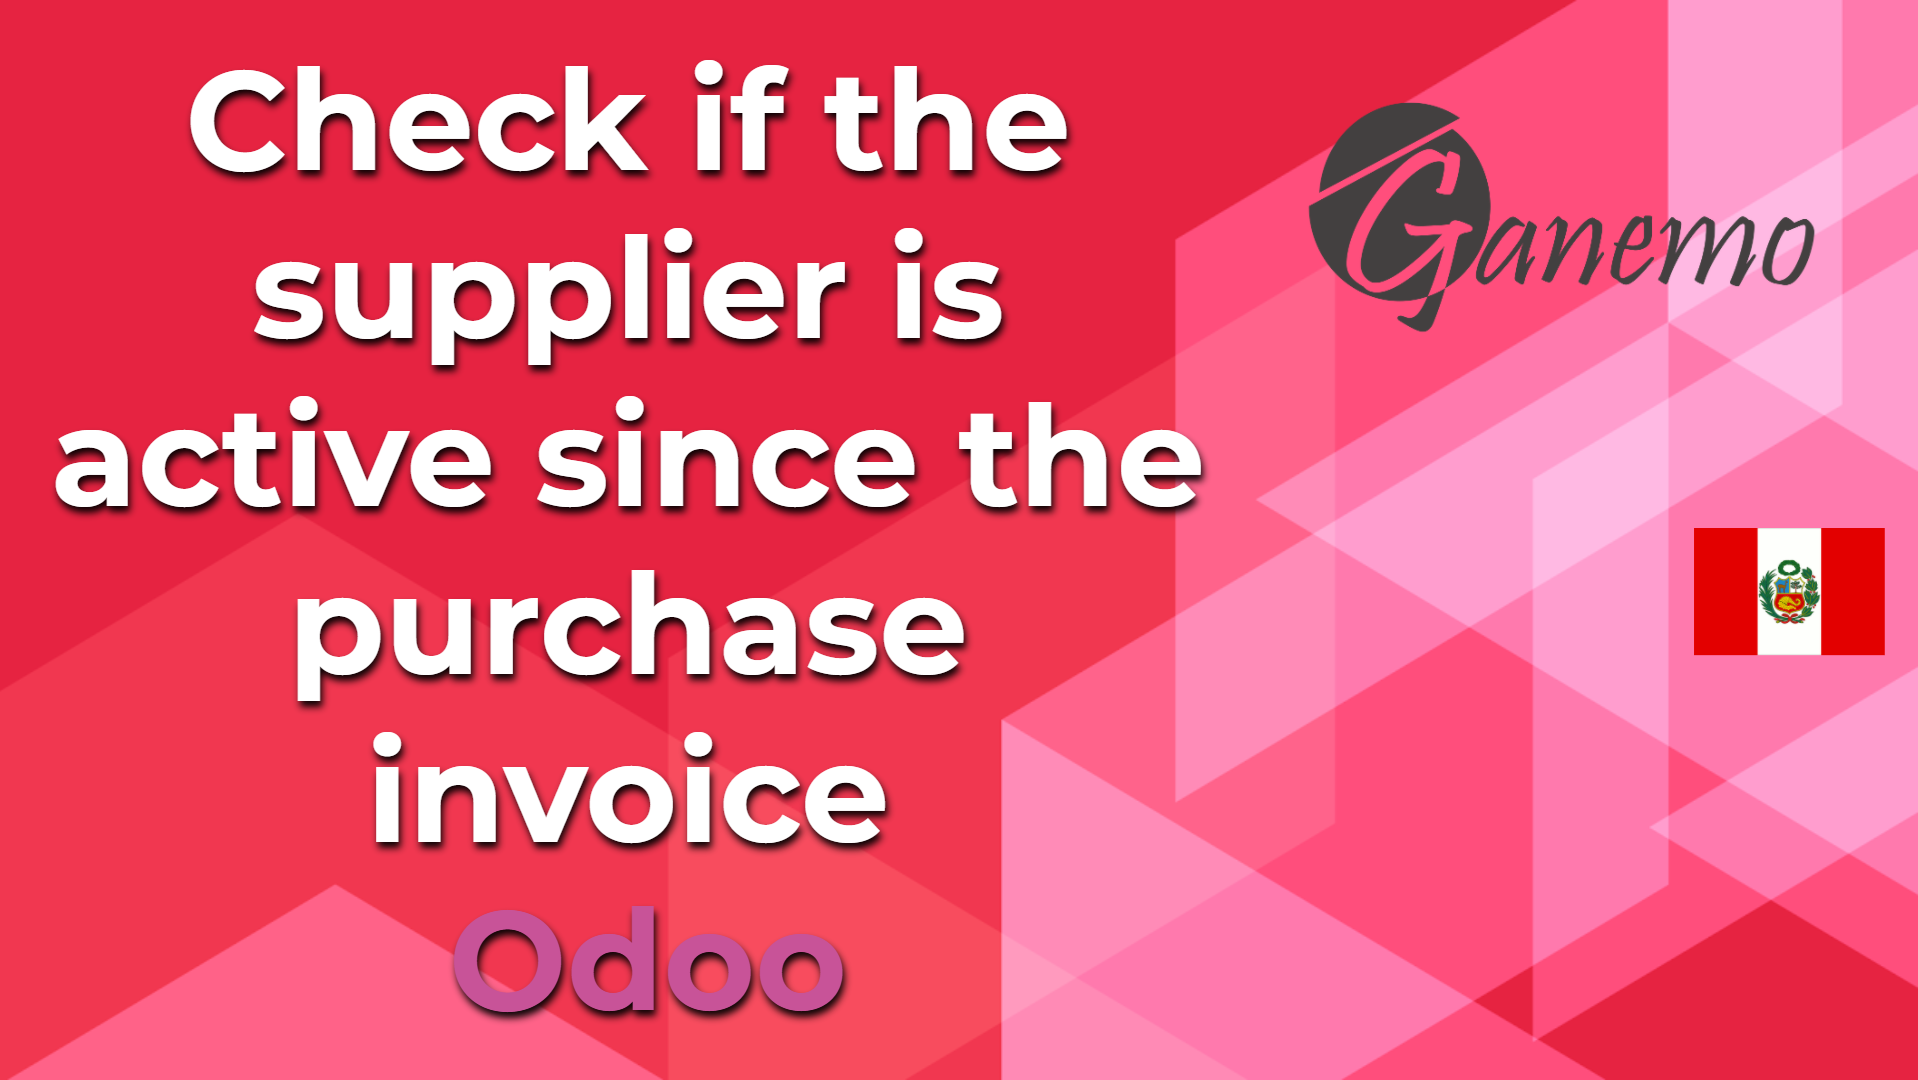 Check if the
supplier is
active since the
purchase
invoice
Odoo
Ganemo